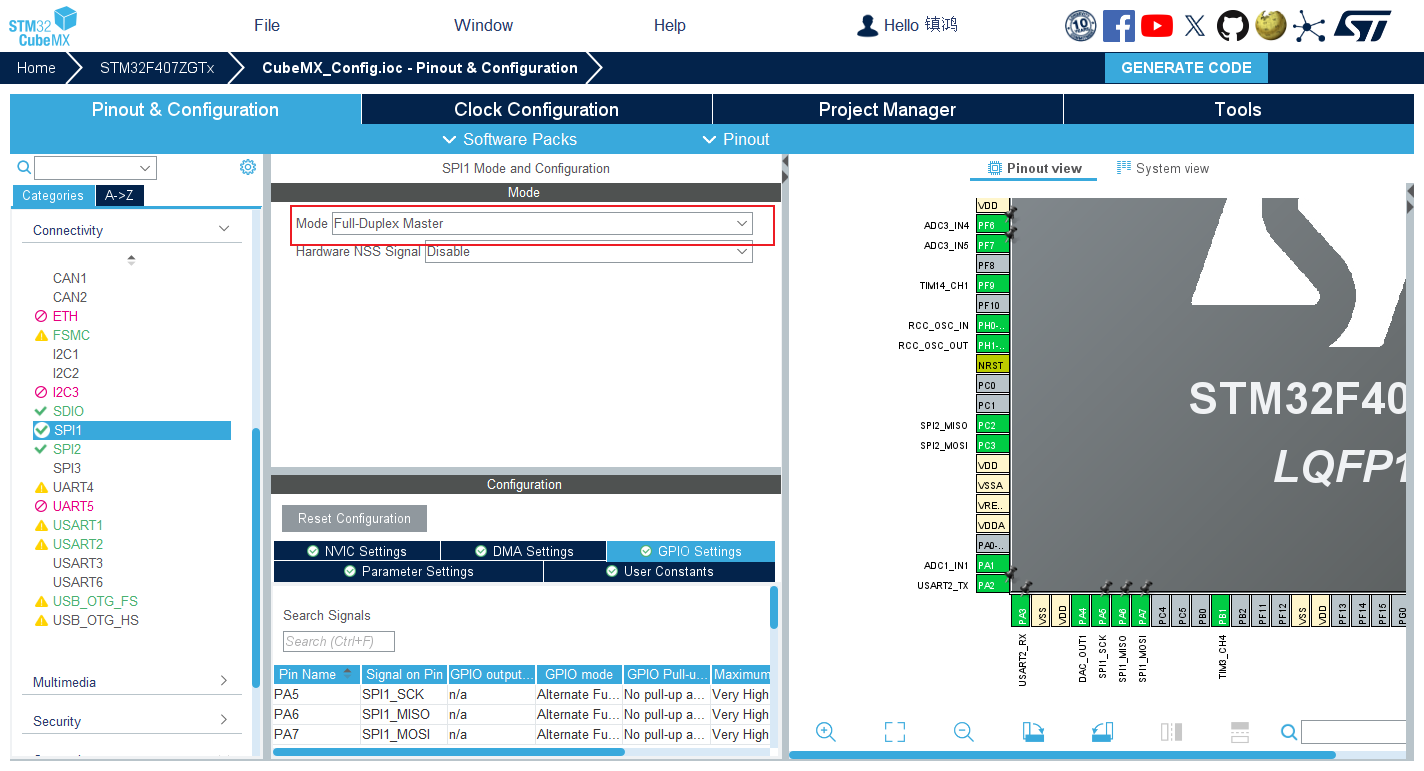 STM32 CubeMX
File Window Help Hello 镇鸿
Home STM32F407ZGTx CubeMX_Config.ioc - Pinout & Configuration GENERATE CODE
Pinout & Configuration Clock Configuration Project Manager Tools
Software Packs Pinout
Categories A->Z
Connectivity
CAN1
CAN2
ETH
FSMC
I2C1
I2C2
I2C3
SDIO
SPI1
SPI2
SPI3
UART4
UART5
USART1
USART2
USART3
USART6
USB_OTG_FS
USB_OTG_HS
Multimedia
Security
SPI1 Mode and Configuration
Mode
Mode Full-Duplex Master
Hardware NSS Signal Disable
Configuration
Reset Configuration
NVIC Settings DMA Settings GPIO Settings
Parameter Settings User Constants
Search Signals
Search (Ctrl+F)
Pin Name Signal on Pin GPIO output... GPIO mode GPIO Pull-u... Maximum
PA5 SPI1_SCK n/a Alternate Fu... No pull-up a... Very High
PA6 SPI1_MISO n/a Alternate Fu... No pull-up a... Very High
PA7 SPI1_MOSI n/a Alternate Fu... No pull-up a... Very High
Pinout view System view
VDD
ADC3_IN4 PF6
ADC3_IN5 PF7
PF8
TIM14_CH1 PF9
PF10
RCC_OSC_IN PH0-..
RCC_OSC_OUT PH1-..
NRST
PC0
PC1
SPI2_MISO PC2
SPI2_MOSI PC3
VDD
VSSA
VRE..
VDDA
PA0-..
ADC1_IN1 PA1
USART2_TX PA2
STM32F40
LQFP1
PA3 VSS VDD PA4 PA5 PA6 PA7 PC4 PC5 PB0 PB1 PB2 PF11 PF12 VSS VDD PF13 PF14 PF15 PG0
USART2_RX DAC_OUT1 SPI1_SCK SPI1_MISO SPI1_MOSI TIM3_CH4